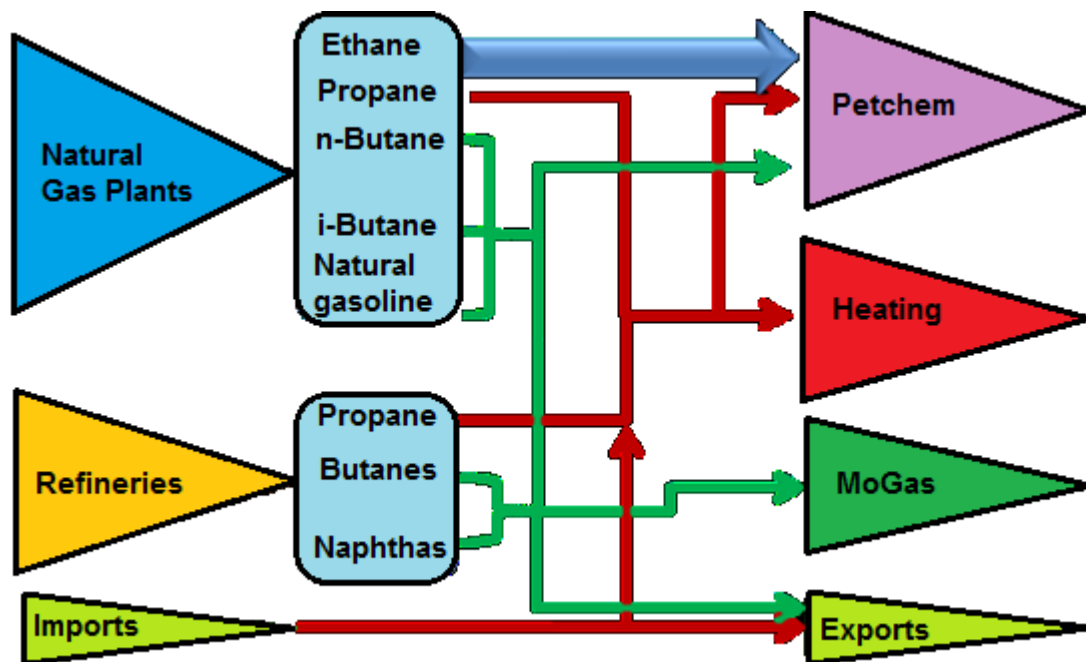 Natural
Gas Plants
Ethane
Propane
n-Butane
i-Butane
Natural
gasoline
Petchem
Heating
Refineries
Propane
Butanes
Naphthas
MoGas
Imports
Exports